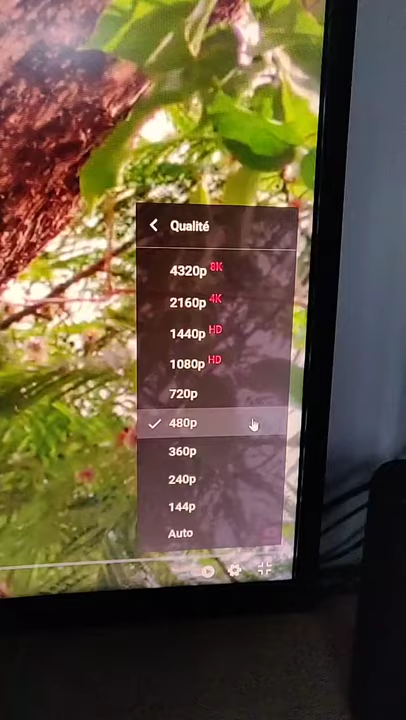 Qualité
4320p 8K
2160p 4K
1440p HD
1080p HD
720p
480p
360p
240p
144p
Auto